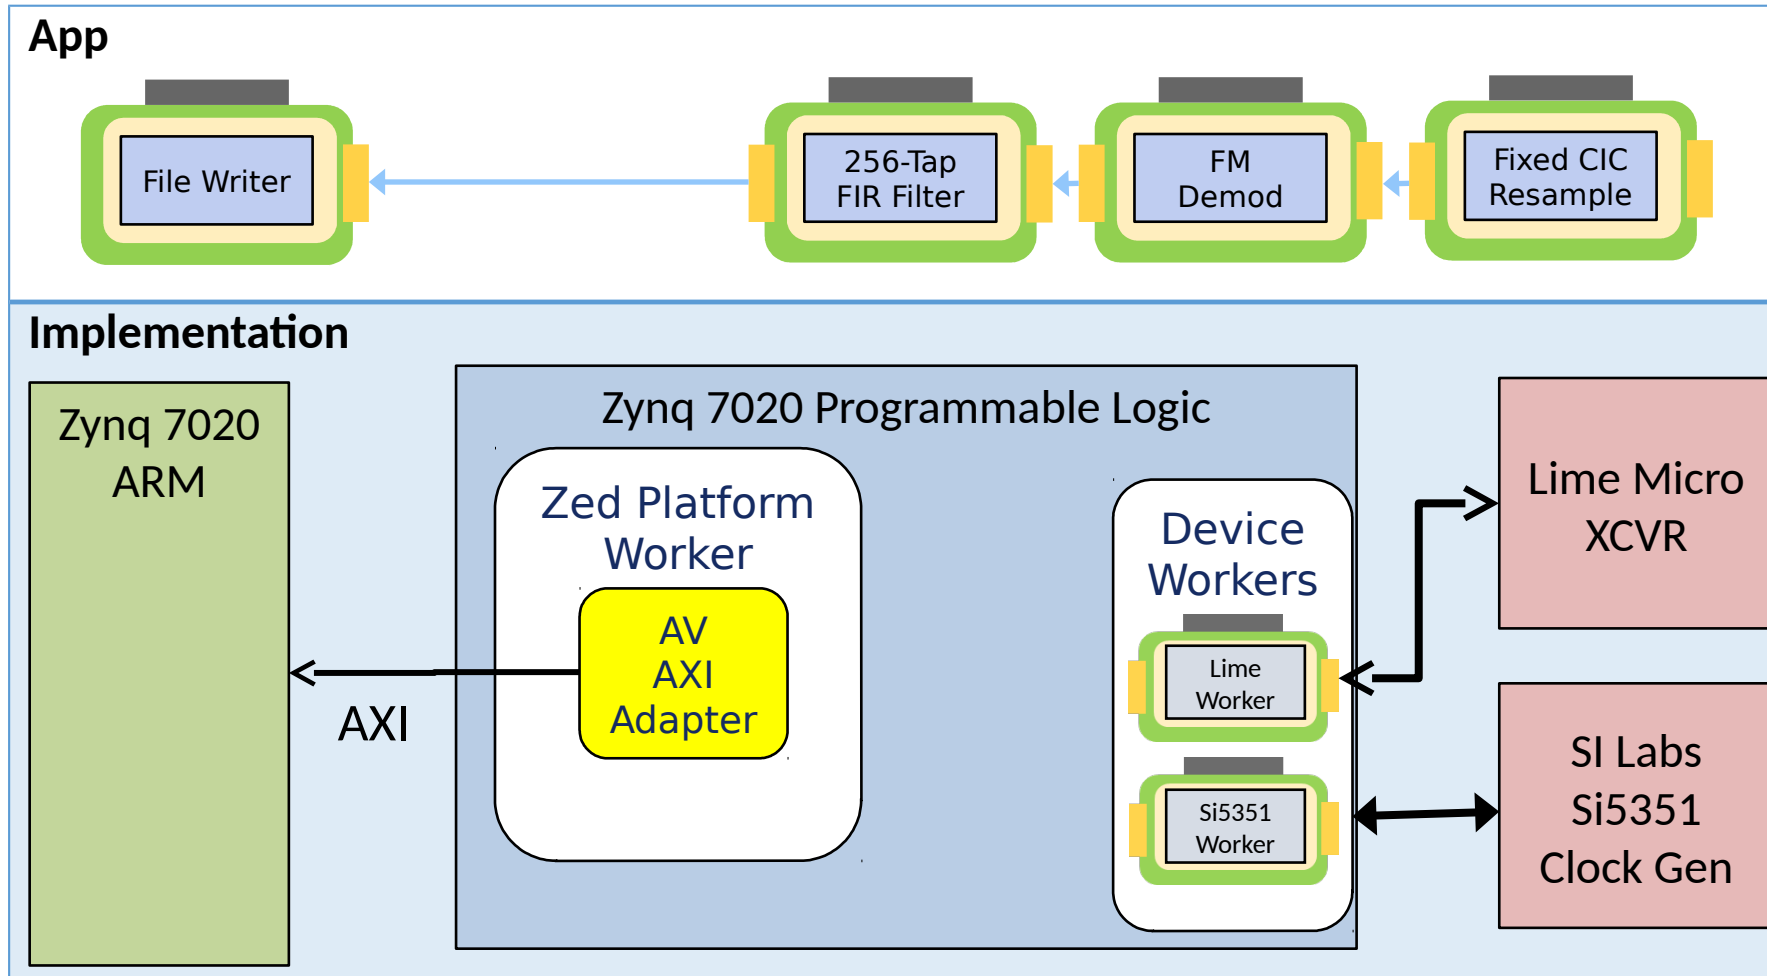 App
File Writer
256-Tap
FIR Filter
FM
Demod
Fixed CIC
Resample
Implementation
Zynq 7020
ARM
AXI
Zynq 7020 Programmable Logic
Zed Platform
Worker
AV
AXI
Adapter
Device
Workers
Lime
Worker
Si5351
Worker
Lime Micro
XCVR
SI Labs
Si5351
Clock Gen